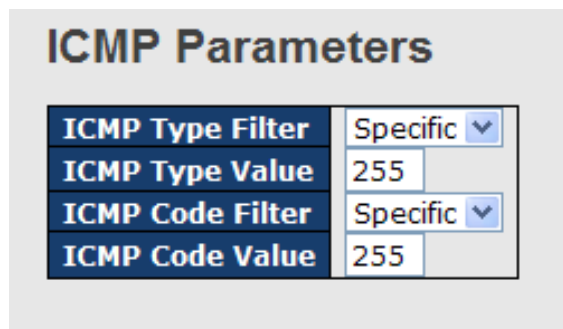 ICMP Parameters
ICMP Type Filter Specific
ICMP Type Value 255
ICMP Code Filter Specific
ICMP Code Value 255